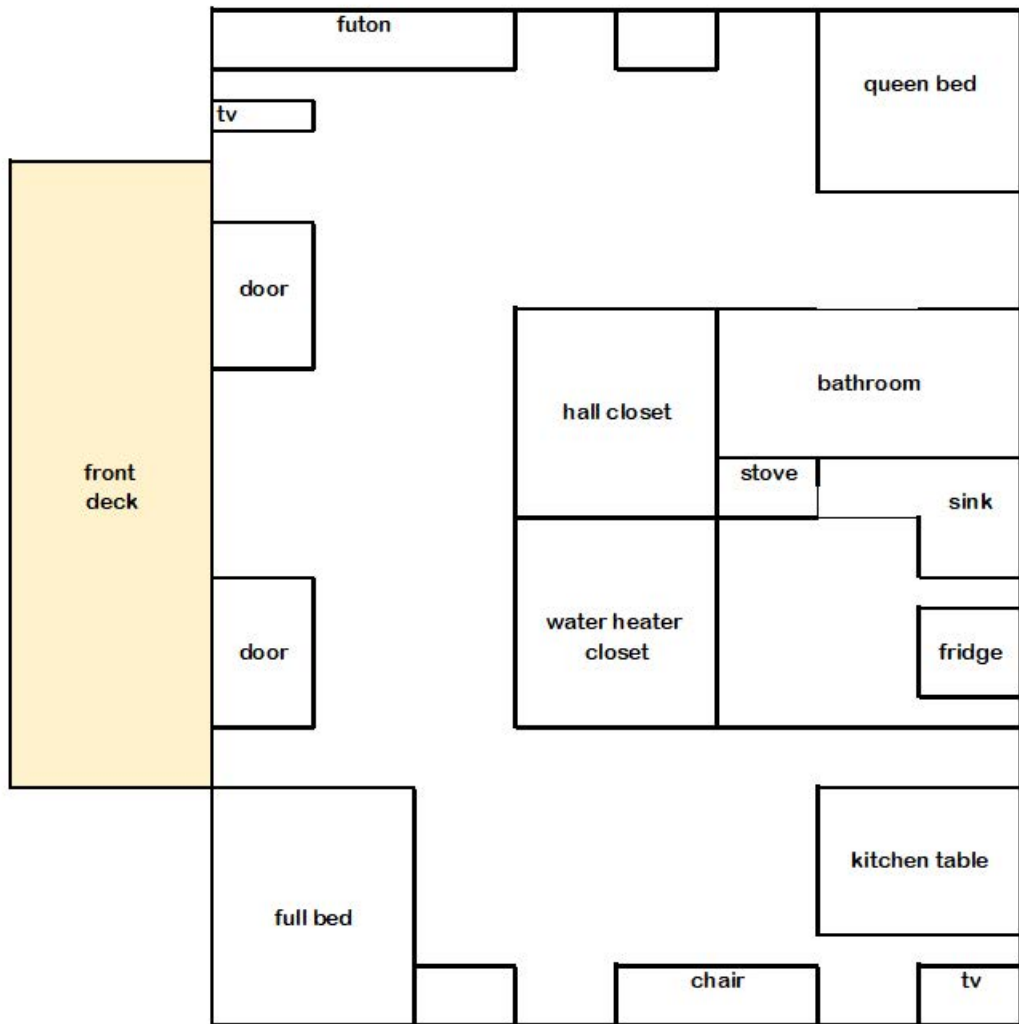 futon
queen bed
tv
door
bathroom
hall closet
front
deck
stove
sink
water heater
closet
door
fridge
kitchen table
full bed
chair
tv